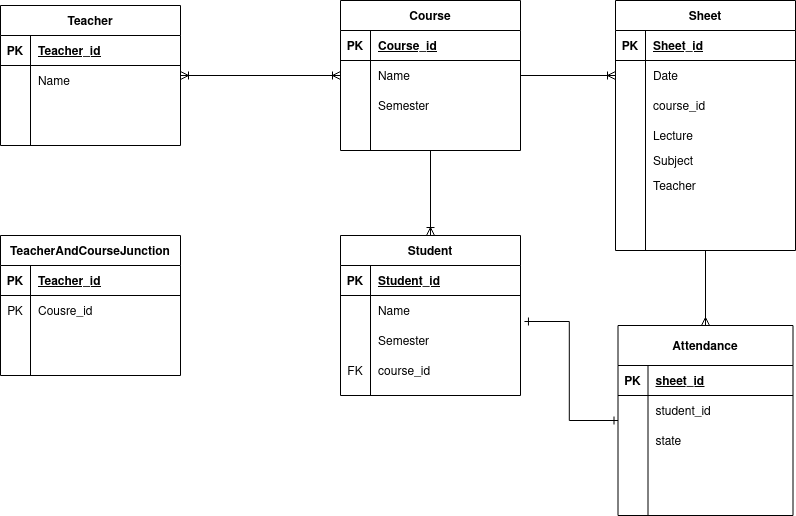 Teacher
PK Teacher_id
Name
Course
PK Course_id
Name
Semester
Sheet
PK Sheet_id
Date
course_id
Lecture
Subject
Teacher
TeacherAndCourseJunction
PK Teacher_id
PK Cousre_id
Student
PK Student_id
Name
Semester
FK course_id
Attendance
PK sheet_id
student_id
state